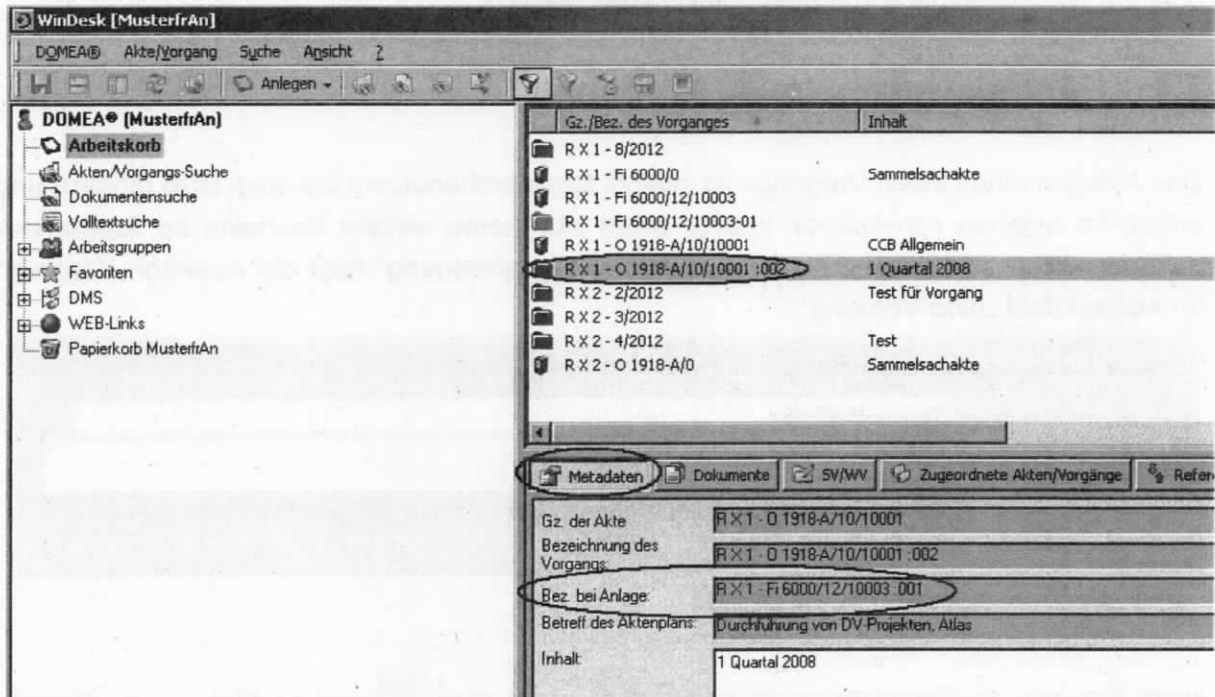 WinDesk [MusterfrAn]
DOMEA® Akte/Vorgang Suche Ansicht ?
Anlegen
DOMEA® (MusterfrAn)
Arbeitskorb
Akten/Vorgangs-Suche
Dokumentensuche
Volltextsuche
Arbeitsgruppen
Favoriten
DMS
WEB-Links
Papierkorb MusterfrAn
Gz./Bez. des Vorganges Inhalt
R X 1 - 8/2012
R X 1 - Fi 6000/0 Sammelsachakte
R X 1 - Fi 6000/12/10003
R X 1 - Fi 6000/12/10003-01
R X 1 - O 1918-A/10/10001 CCB Allgemein
R X 1 - O 1918-A/10/10001 :002 1 Quartal 2008
R X 2 - 2/2012 Test für Vorgang
R X 2 - 3/2012
R X 2 - 4/2012 Test
R X 2 - O 1918-A/0 Sammelsachakte
Metadaten Dokumente SV/WV Zugeordnete Akten/Vorgänge Refer
Gz. der Akte R X 1 - O 1918-A/10/10001
Bezeichnung des
Vorgangs: R X 1 - O 1918-A/10/10001 :002
Bez. bei Anlage: R X 1 - Fi 6000/12/10003 :001
Betreff des Aktenplans: Durchführung von DV-Projekten, Atlas
Inhalt: 1 Quartal 2008